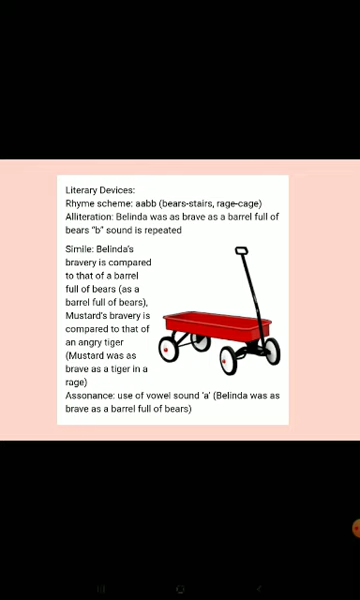 Literary Devices:
Rhyme scheme: aabb (bears-stairs, rage-cage)
Alliteration: Belinda was as brave as a barrel full of
bears "b" sound is repeated
Simile: Belinda's
bravery is compared
to that of a barrel
full of bears (as a
barrel full of bears),
Mustard's bravery is
compared to that of
an angry tiger
(Mustard was as
brave as a tiger in a
rage)
Assonance: use of vowel sound 'a' (Belinda was as
brave as a barrel full of bears)